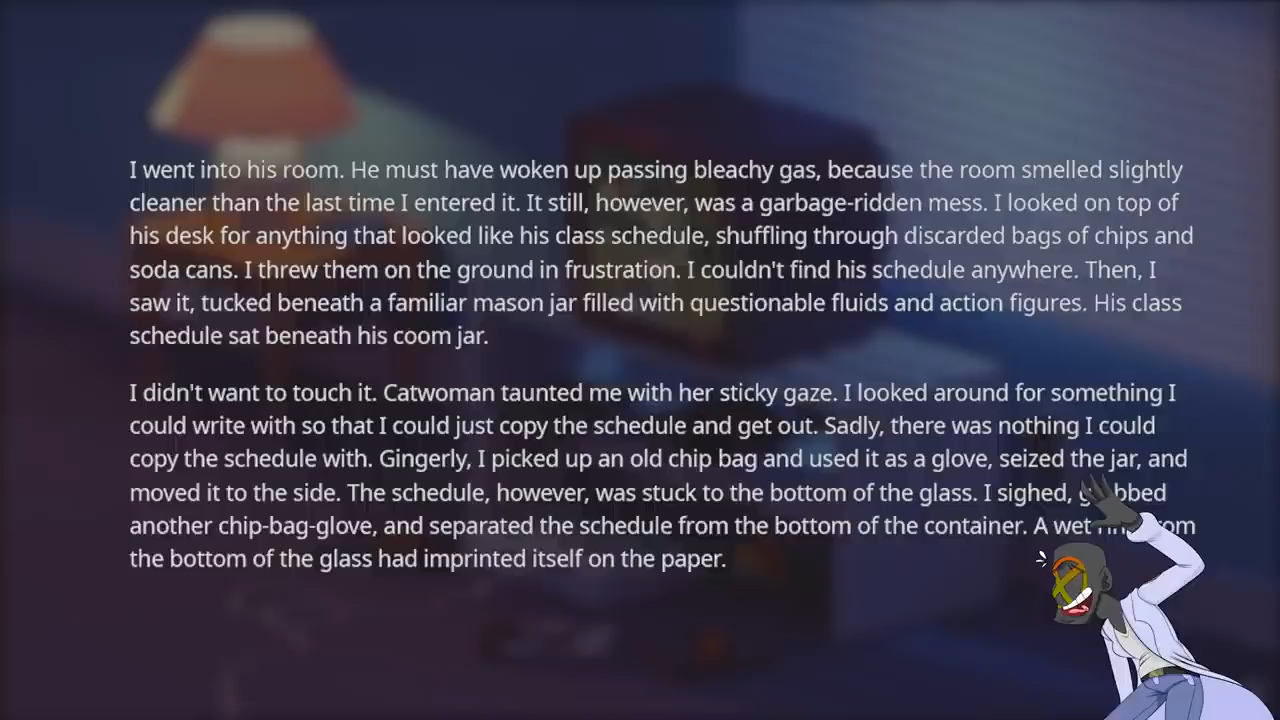 I went into his room. He must have woken up passing bleachy gas, because the room smelled slightly
cleaner than the last time I entered it. It still, however, was a garbage-ridden mess. I looked on top of
his desk for anything that looked like his class schedule, shuffling through discarded bags of chips and
soda cans. I threw them on the ground in frustration. I couldn't find his schedule anywhere. Then, I
saw it, tucked beneath a familiar mason jar filled with questionable fluids and action figures. His class
schedule sat beneath his coom jar.
I didn't want to touch it. Catwoman taunted me with her sticky gaze. I looked around for something I
could write with so that I could just copy the schedule and get out. Sadly, there was nothing I could
copy the schedule with. Gingerly, I picked up an old chip bag and used it as a glove, seized the jar, and
moved it to the side. The schedule, however, was stuck to the bottom of the glass. I sighed,
another chip-bag-glove, and separated the schedule from the bottom of the container. A wet
the bottom of the glass had imprinted itself on the paper.